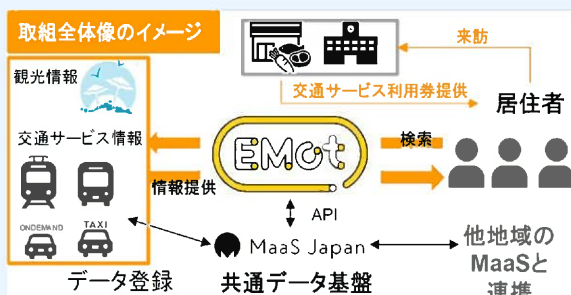 取組全体像のイメージ
観光情報
交通サービス情報
ONDEMAND
TAXI
データ登録
情報提供
EMot
API
MaaS Japan
共通データ基盤
来訪
交通サービス利用券提供
居住者
検索
他地域の
MaaSと
連携